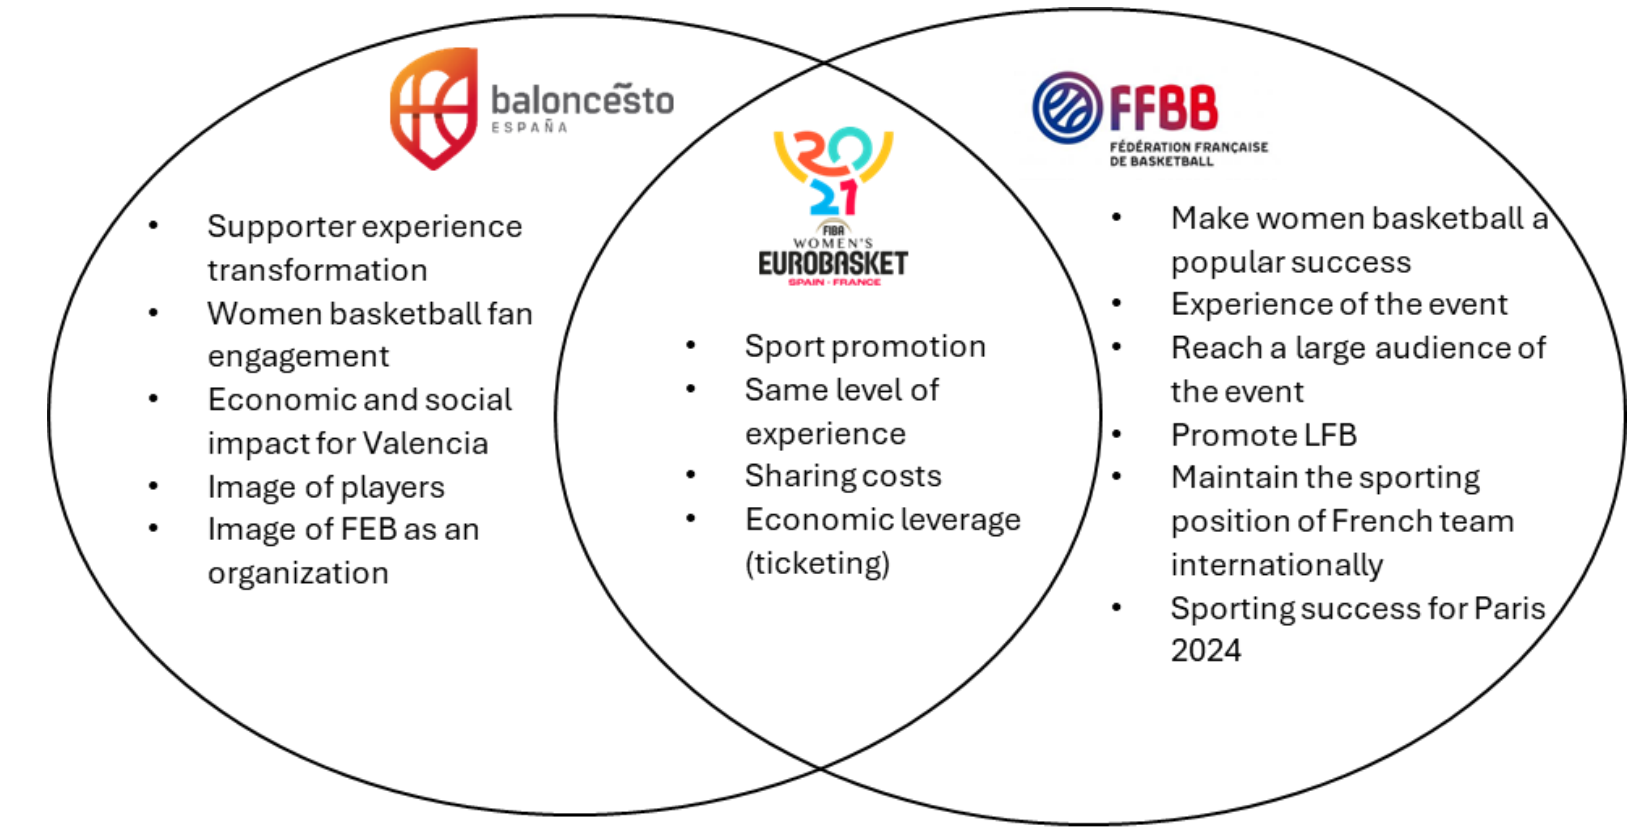 baloncesto
ESPAÑA
• Supporter experience
transformation
• Women basketball fan
engagement
• Economic and social
impact for Valencia
• Image of players
• Image of FEB as an
organization
2021
FIBA
WOMEN'S
EUROBASKET
SPAIN · FRANCE
• Sport promotion
• Same level of
experience
• Sharing costs
• Economic leverage
(ticketing)
FFBB
FÉDÉRATION FRANÇAISE
DE BASKETBALL
• Make women basketball a
popular success
• Experience of the event
• Reach a large audience of
the event
• Promote LFB
• Maintain the sporting
position of French team
internationally
• Sporting success for Paris
2024